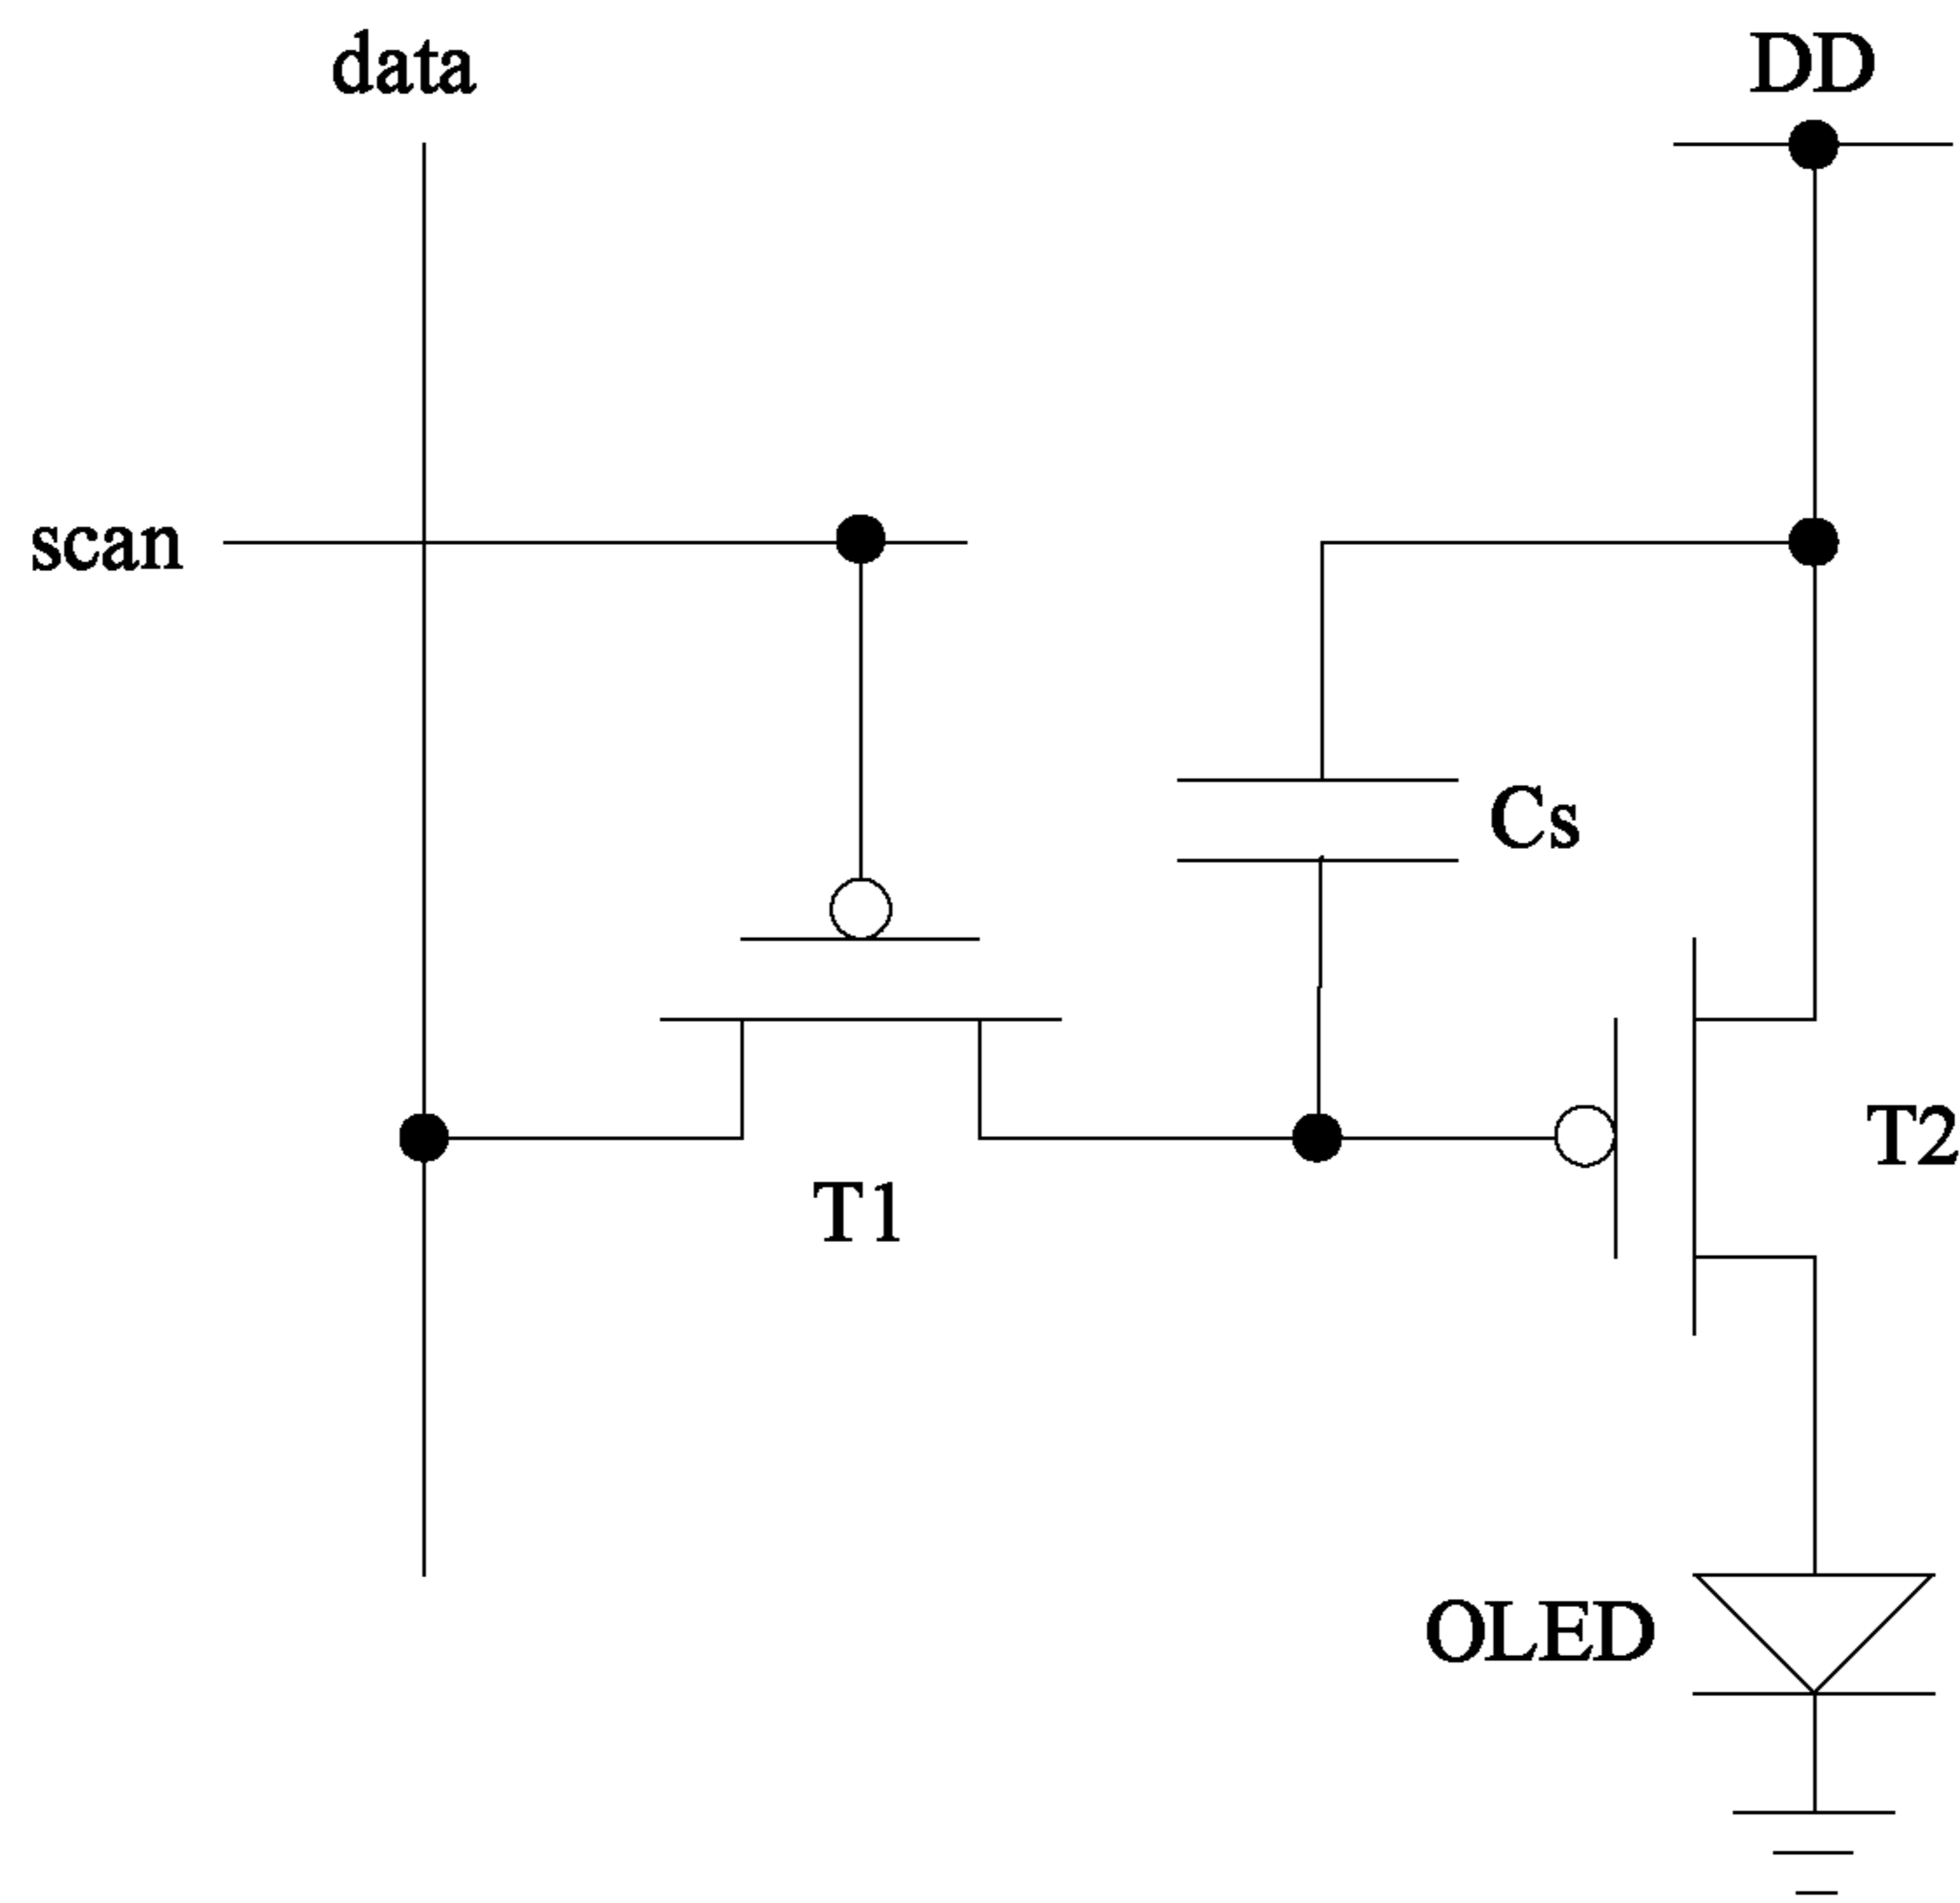 data
DD
scan
Cs
T2
T1
OLED